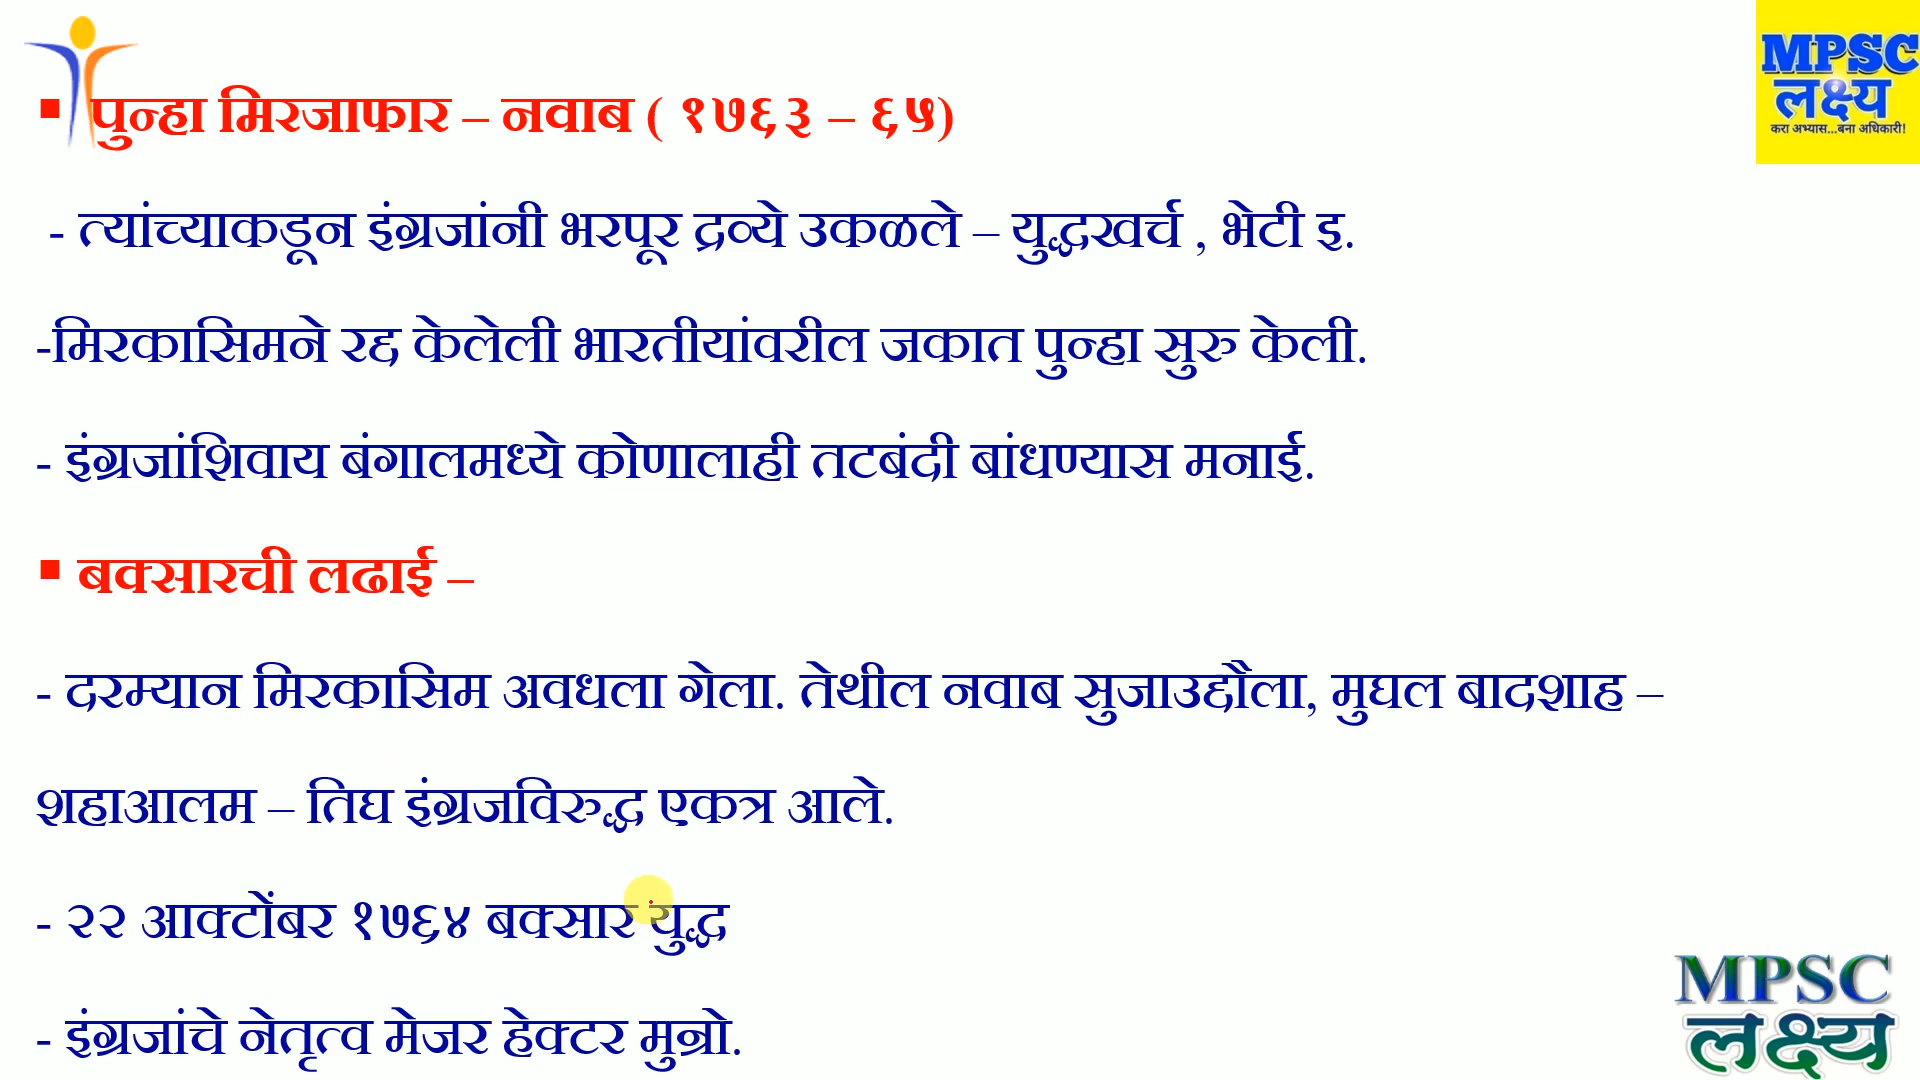 MPSC
लक्ष्य
करा अभ्यास...बना अधिकारी!
▪ पुन्हा मिरजाफार – नवाब ( १७६३ – ६५)
- त्यांच्याकडून इंग्रजांनी भरपूर द्रव्ये उकळले – युद्धखर्च , भेटी इ.
-मिरकासिमने रद्द केलेली भारतीयांवरील जकात पुन्हा सुरु केली.
- इंग्रजांशिवाय बंगालमध्ये कोणालाही तटबंदी बांधण्यास मनाई.
▪ बक्सारची लढाई –
- दरम्यान मिरकासिम अवधला गेला. तेथील नवाब सुजाउद्दौला, मुघल बादशाह –
शहाआलम – तिघ इंग्रजविरुद्ध एकत्र आले.
- २२ आक्टोंबर १७६४ बक्सार युद्ध
- इंग्रजांचे नेतृत्व मेजर हेक्टर मुन्रो.
MPSC
लक्ष्य